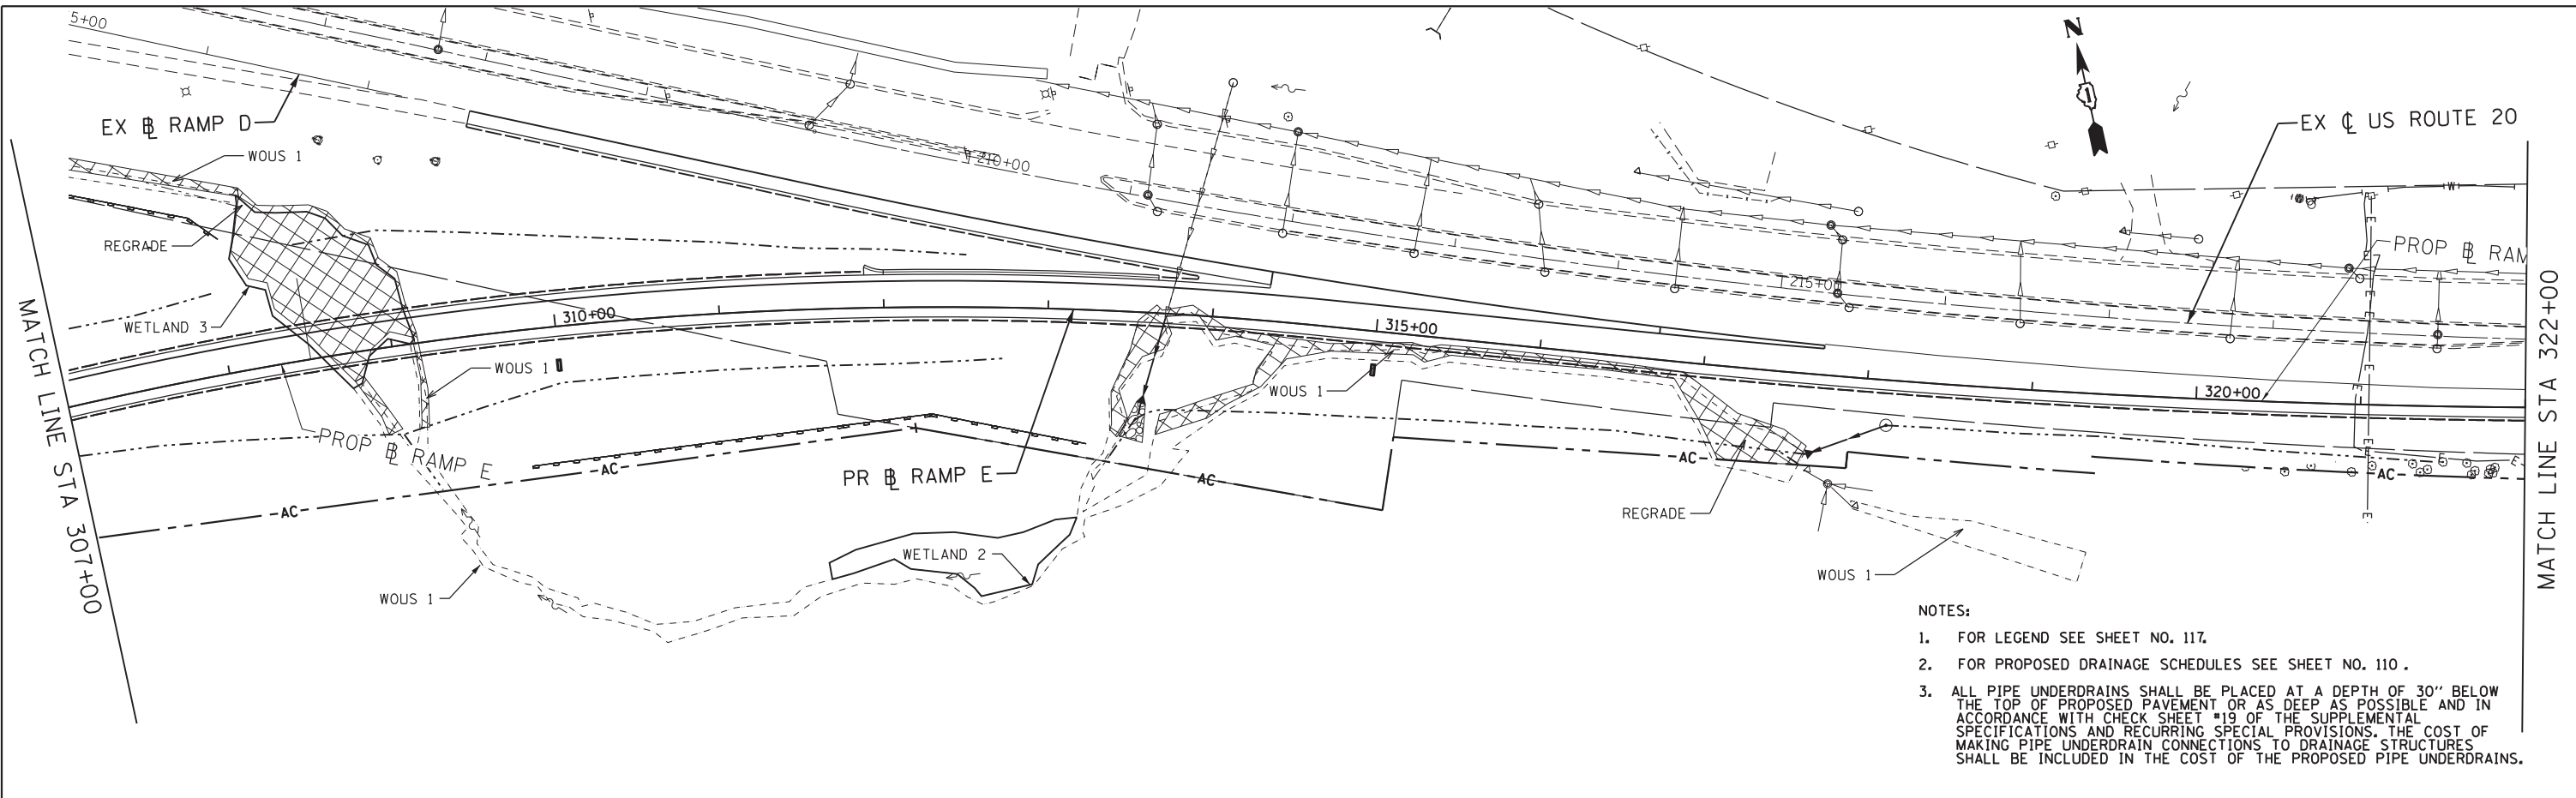 5+00
N
1
EX ℄ US ROUTE 20
EX BL RAMP D
WOUS 1
210+00
W
E
REGRADE
PROP BL RAM
215+0
WETLAND 3
310+00
315+00
320+00
WOUS 1
WOUS 1
PROP BL RAMP E
AC
PR BL RAMP E
AC
AC
AC
E
E
AC
REGRADE
E
WETLAND 2
WOUS 1
WOUS 1
MATCH LINE STA 307+00
MATCH LINE STA 322+00
NOTES:
1. FOR LEGEND SEE SHEET NO. 117.
2. FOR PROPOSED DRAINAGE SCHEDULES SEE SHEET NO. 110 .
3. ALL PIPE UNDERDRAINS SHALL BE PLACED AT A DEPTH OF 30" BELOW
THE TOP OF PROPOSED PAVEMENT OR AS DEEP AS POSSIBLE AND IN
ACCORDANCE WITH CHECK SHEET #19 OF THE SUPPLEMENTAL
SPECIFICATIONS AND RECURRING SPECIAL PROVISIONS. THE COST OF
MAKING PIPE UNDERDRAIN CONNECTIONS TO DRAINAGE STRUCTURES
SHALL BE INCLUDED IN THE COST OF THE PROPOSED PIPE UNDERDRAINS.